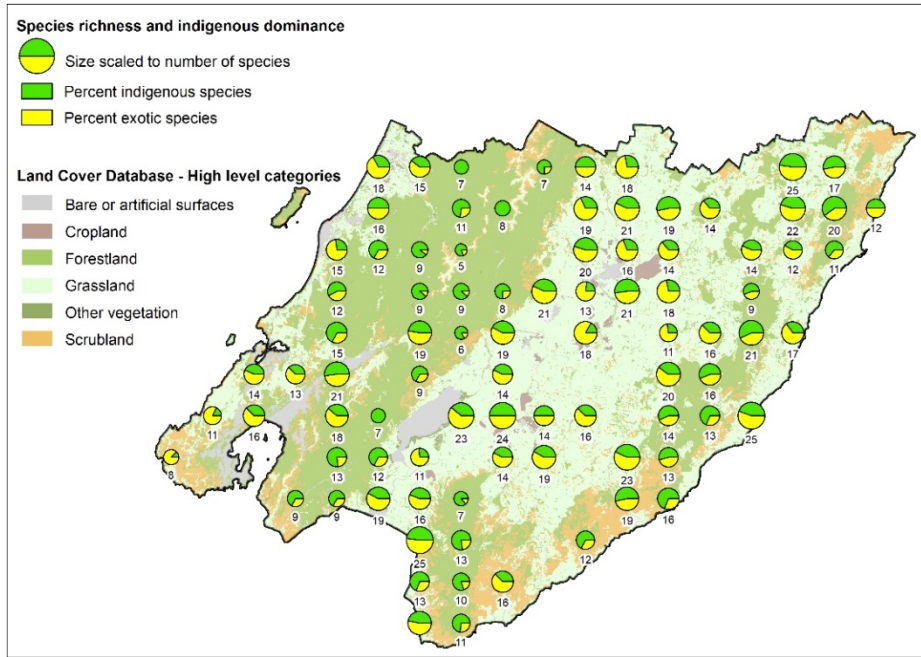 Species richness and indigenous dominance
Size scaled to number of species
Percent indigenous species
Percent exotic species
Land Cover Database - High level categories
Bare or artificial surfaces
Cropland
Forestland
Grassland
Other vegetation
Scrubland
18 15 7 7 14 18 25 17
16 11 8 19 21 19 14 22 20 12
15 12 9 5 20 16 14 14 12 11
12 9 9 8 21 13 21 18 9
15 19 6 19 18 11 16 21 17
14 13 21 9 14 20 16
11 16 18 7 23 24 14 16 14 13 25
8 13 12 11 14 19 23 13
9 9 19 16 7 19 16
25 13 12
13 10 16
11